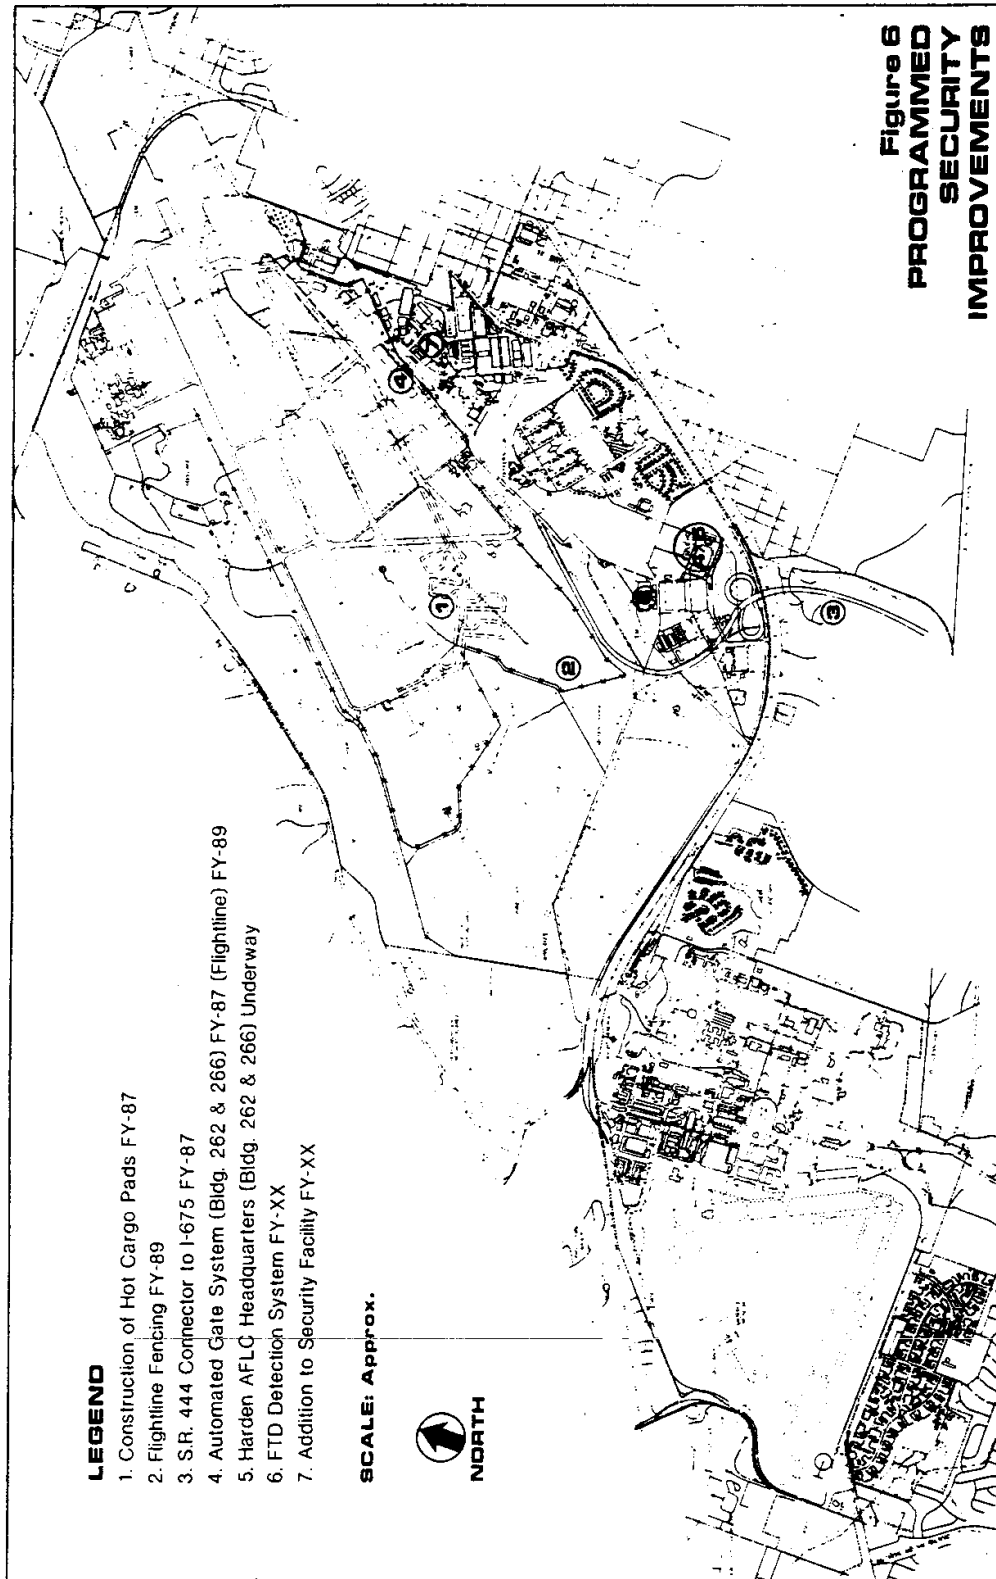 Figure 6
PROGRAMMED
SECURITY
IMPROVEMENTS
LEGEND
1. Construction of Hot Cargo Pads FY-87
2. Flightline Fencing FY-89
3. S.R. 444 Connector to I-675 FY-87
4. Automated Gate System (Bldg. 262 & 266) FY-87 (Flightline) FY-89
5. Harden AFLC Headquarters (Bldg. 262 & 266) Underway
6. FTD Detection System FY-XX
7. Addition to Security Facility FY-XX
SCALE: Approx.
NORTH
1
2
3
4
7